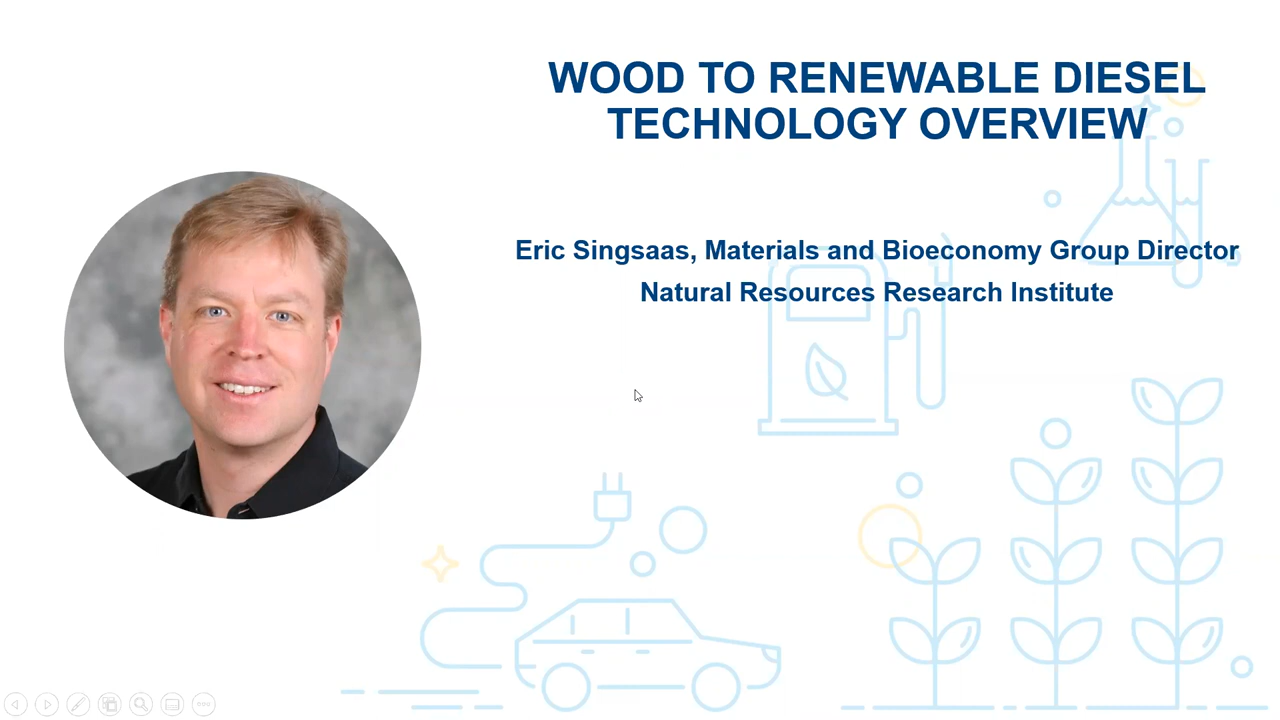 WOOD TO RENEWABLE DIESEL
TECHNOLOGY OVERVIEW
Eric Singsaas, Materials and Bioeconomy Group Director
Natural Resources Research Institute